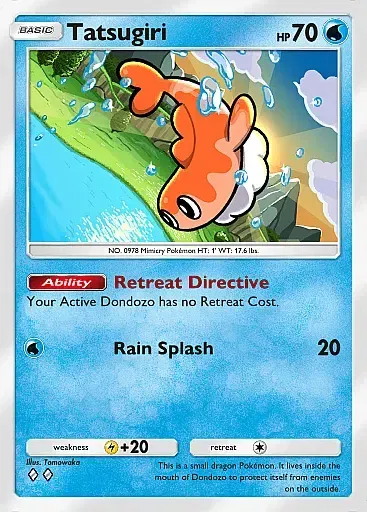 BASIC Tatsugiri HP 70
NO. 0978 Mimicry Pokémon HT: 1' WT: 17.6 lbs.
Ability Retreat Directive
Your Active Dondozo has no Retreat Cost.
Rain Splash 20
weakness +20 retreat
Illus. Tomowaka
This is a small dragon Pokémon. It lives inside the
mouth of Dondozo to protect itself from enemies
on the outside.